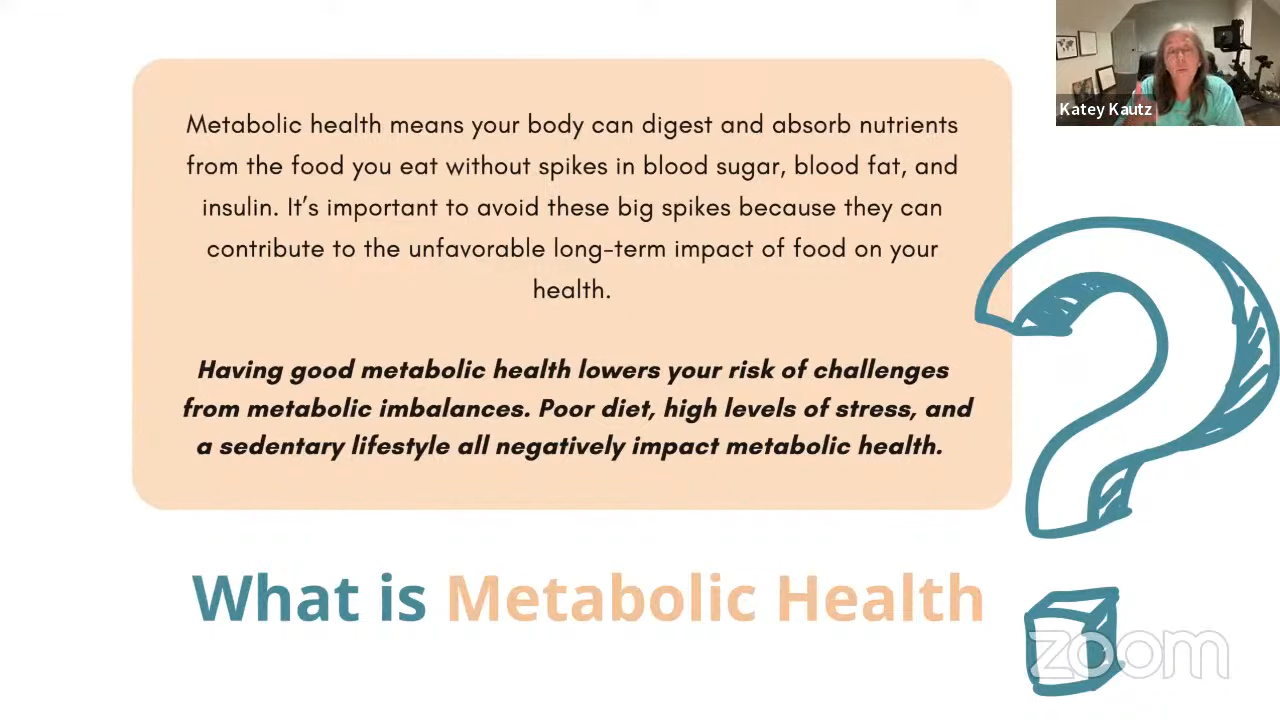 Katey Kautz
Metabolic health means your body can digest and absorb nutrients
from the food you eat without spikes in blood sugar, blood fat, and
insulin. It’s important to avoid these big spikes because they can
contribute to the unfavorable long-term impact of food on your
health.
Having good metabolic health lowers your risk of challenges
from metabolic imbalances. Poor diet, high levels of stress, and
a sedentary lifestyle all negatively impact metabolic health.
What is Metabolic Health
?
zoom